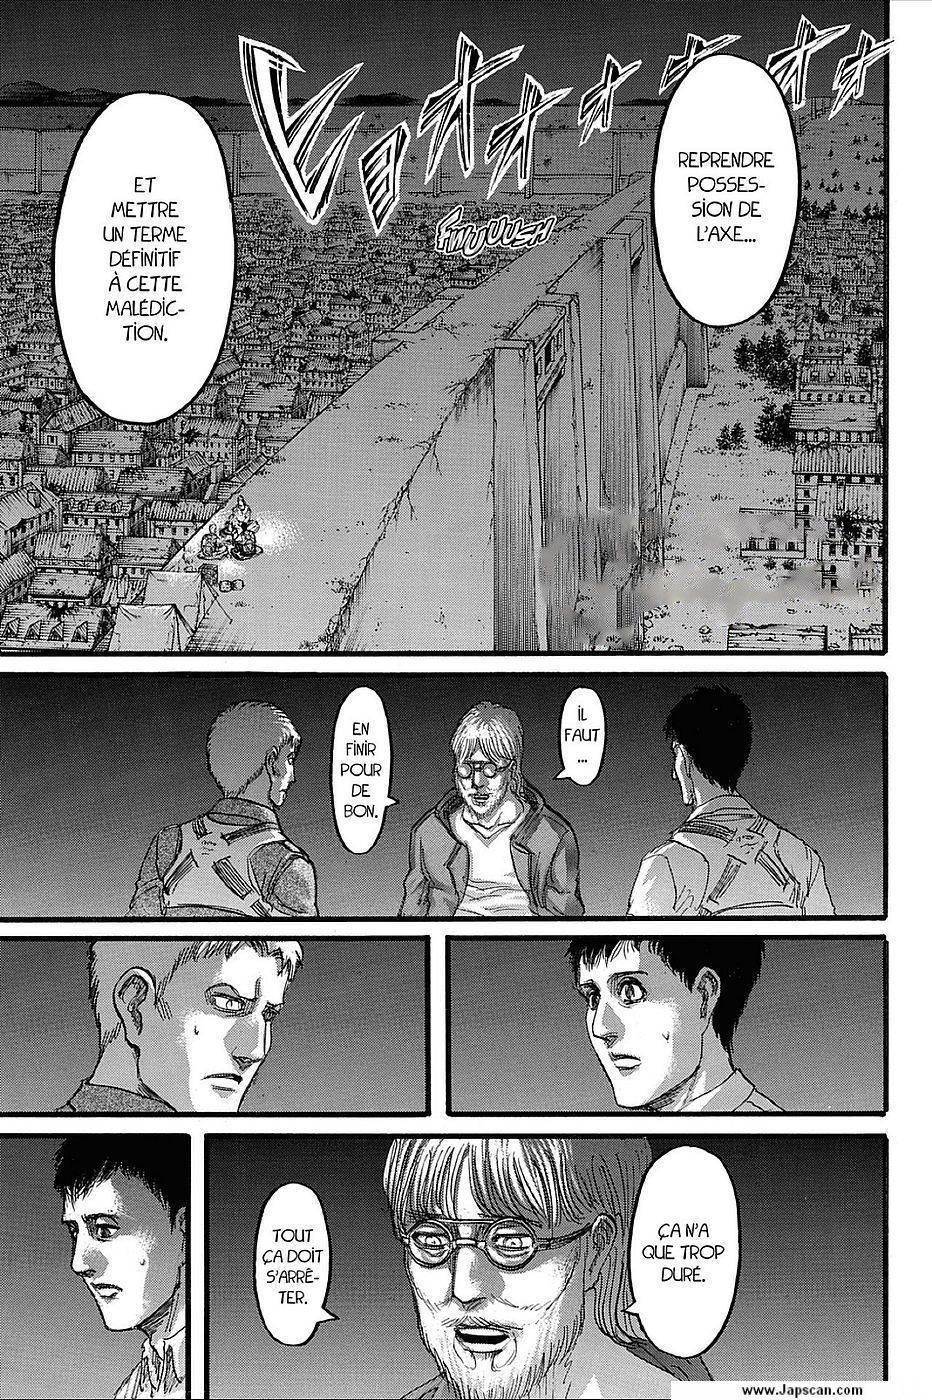 REPRENDRE
POSSES-
SION DE
L'AXE...
ビョオオオオオオオ
FWUUUSH
ET
METTRE
UN TERME
DÉFINITIF
À CETTE
MALÉDIC-
TION.
IL
FAUT
...
EN
FINIR
POUR
DE
BON.
ÇA N'A
QUE TROP
DURÉ.
TOUT
ÇA DOIT
S'ARRÊ-
TER.
www.Japscan.com